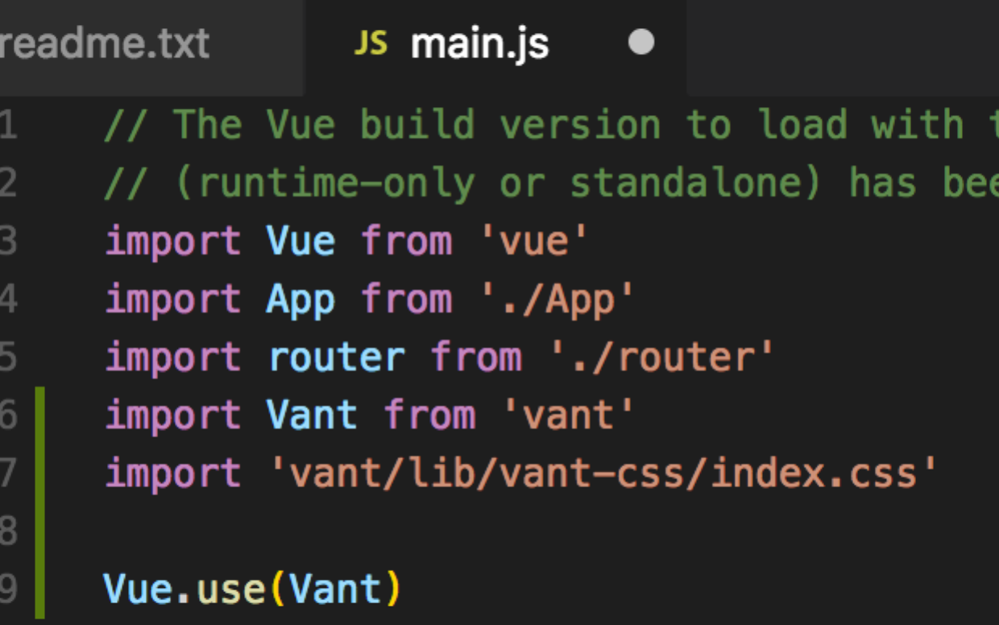 readme.txt JS main.js
1 // The Vue build version to load with
2 // (runtime-only or standalone) has
3 import Vue from 'vue'
4 import App from './App'
5 import router from './router'
6 import Vant from 'vant'
7 import 'vant/lib/vant-css/index.css'
8
9 Vue.use(Vant)